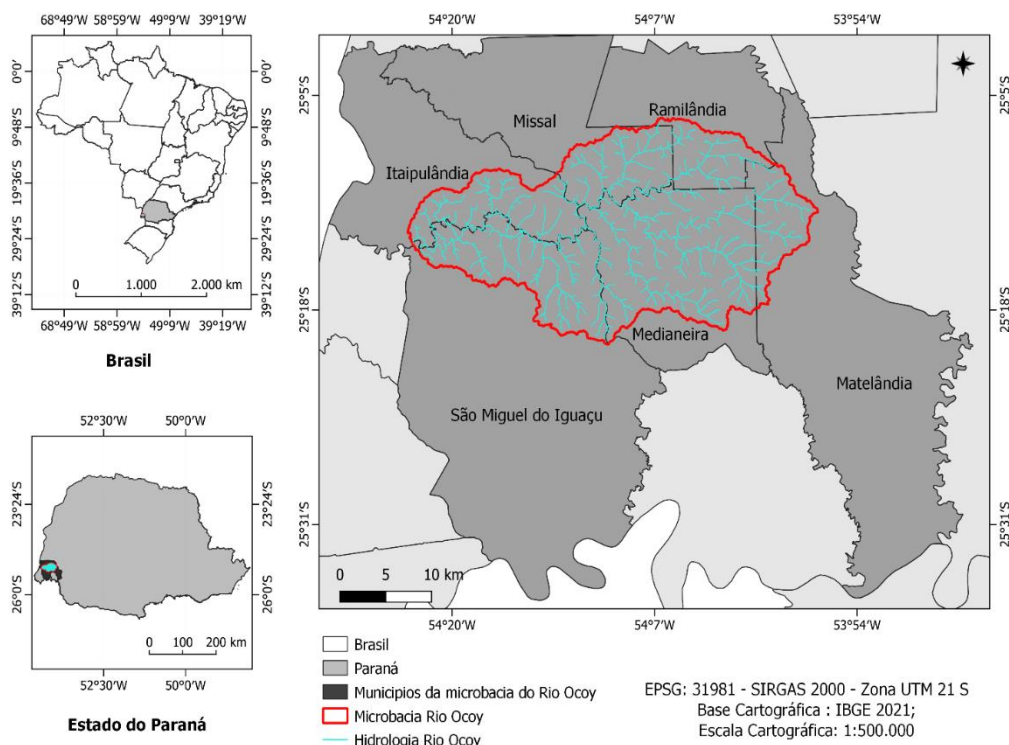 68°49'W 58°59'W 49°9'W 39°19'W
0°0' 0°0'
9°48'S 9°48'S
19°36'S 19°36'S
29°24'S 29°24'S
39°12'S 39°12'S
0 1.000 2.000 km
68°49'W 58°59'W 49°9'W 39°19'W
Brasil
52°30'W 50°0'W
23°24'S 23°24'S
26°0'S 26°0'S
0 100 200 km
52°30'W 50°0'W
Estado do Paraná
54°20'W 54°7'W 53°54'W
25°5'S 25°5'S
Ramilândia
Missal
Itaipulândia
25°18'S 25°18'S
Medianeira
Matelândia
São Miguel do Iguaçu
25°31'S 25°31'S
0 5 10 km
54°20'W 54°7'W 53°54'W
Brasil
Paraná
Municipios da microbacia do Rio Ocoy
Microbacia Rio Ocoy
Hidrologia Rio Ocoy
EPSG: 31981 - SIRGAS 2000 - Zona UTM 21 S
Base Cartográfica : IBGE 2021;
Escala Cartográfica: 1:500.000